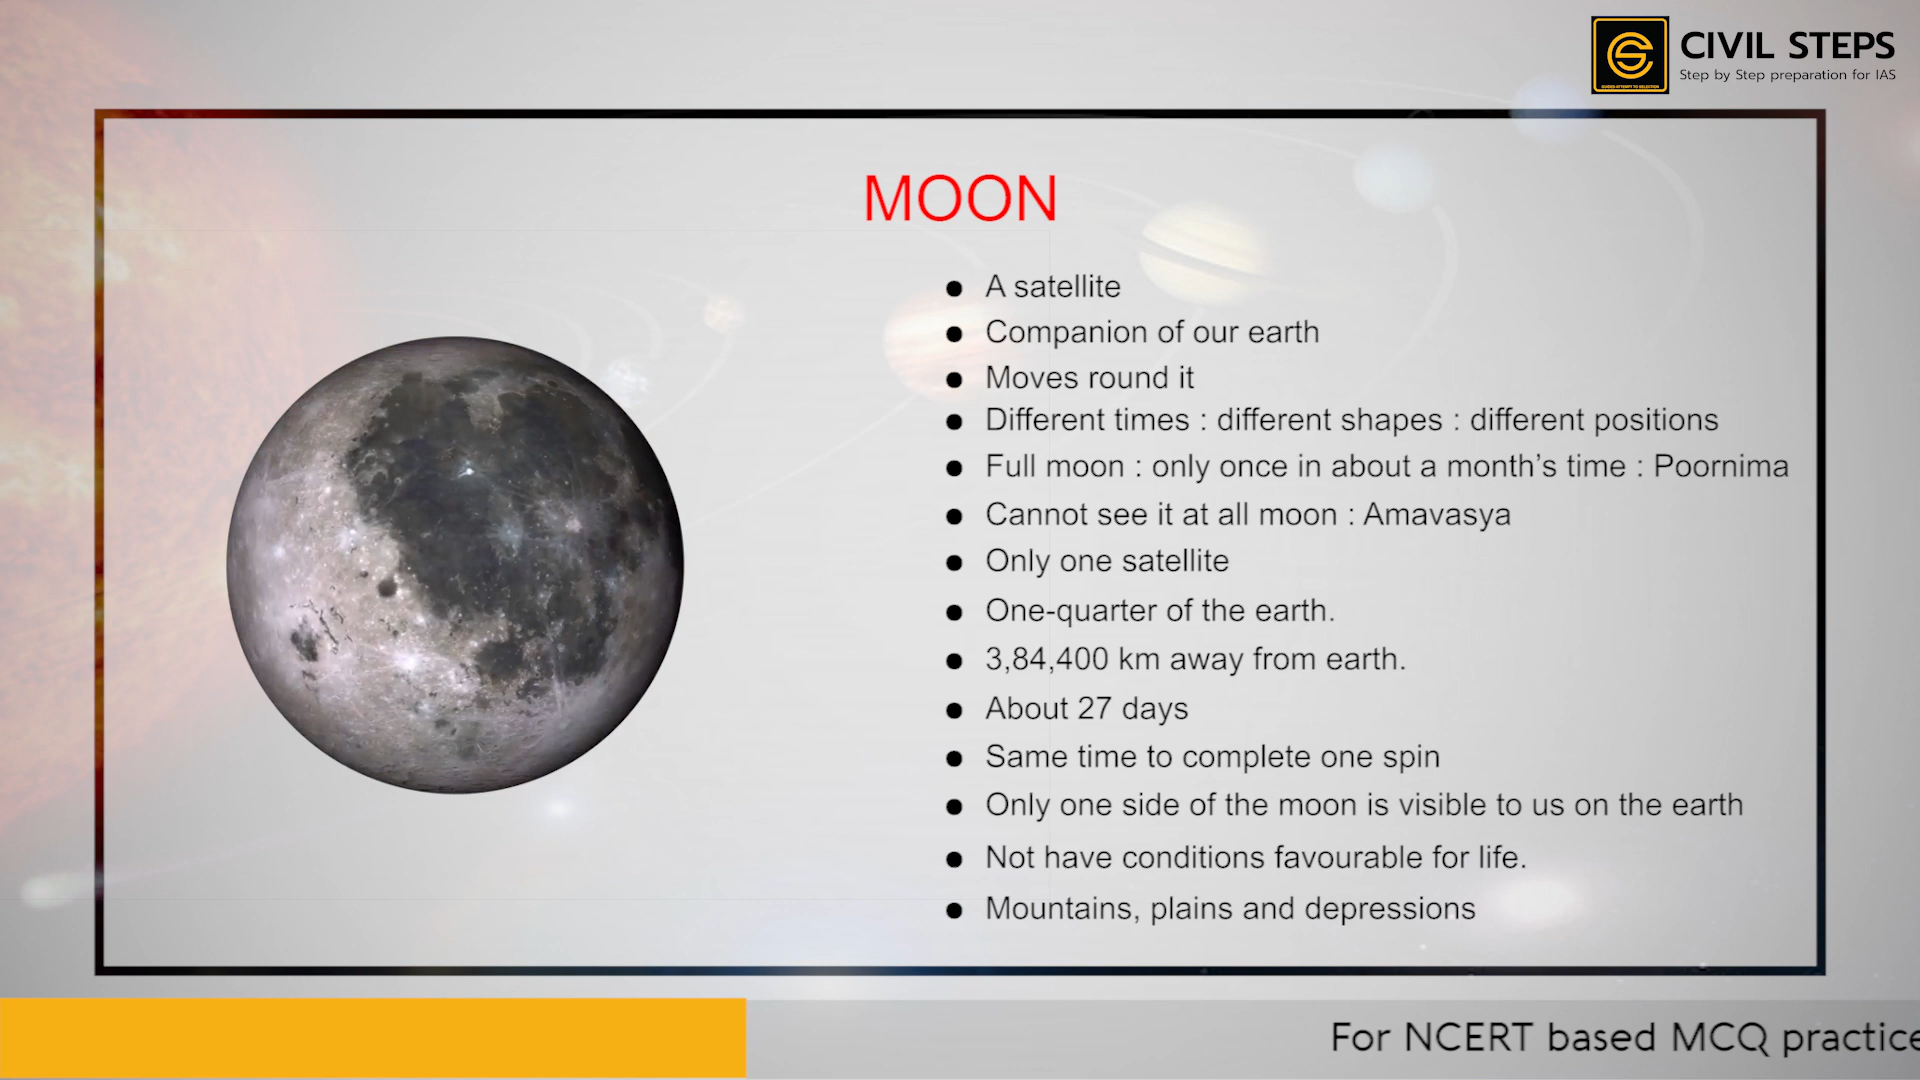 CIVIL STEPS
Step by Step preparation for IAS
MOON
● A satellite
● Companion of our earth
● Moves round it
● Different times : different shapes : different positions
● Full moon : only once in about a month’s time : Poornima
● Cannot see it at all moon : Amavasya
● Only one satellite
● One-quarter of the earth.
● 3,84,400 km away from earth.
● About 27 days
● Same time to complete one spin
● Only one side of the moon is visible to us on the earth
● Not have conditions favourable for life.
● Mountains, plains and depressions
For NCERT based MCQ practice